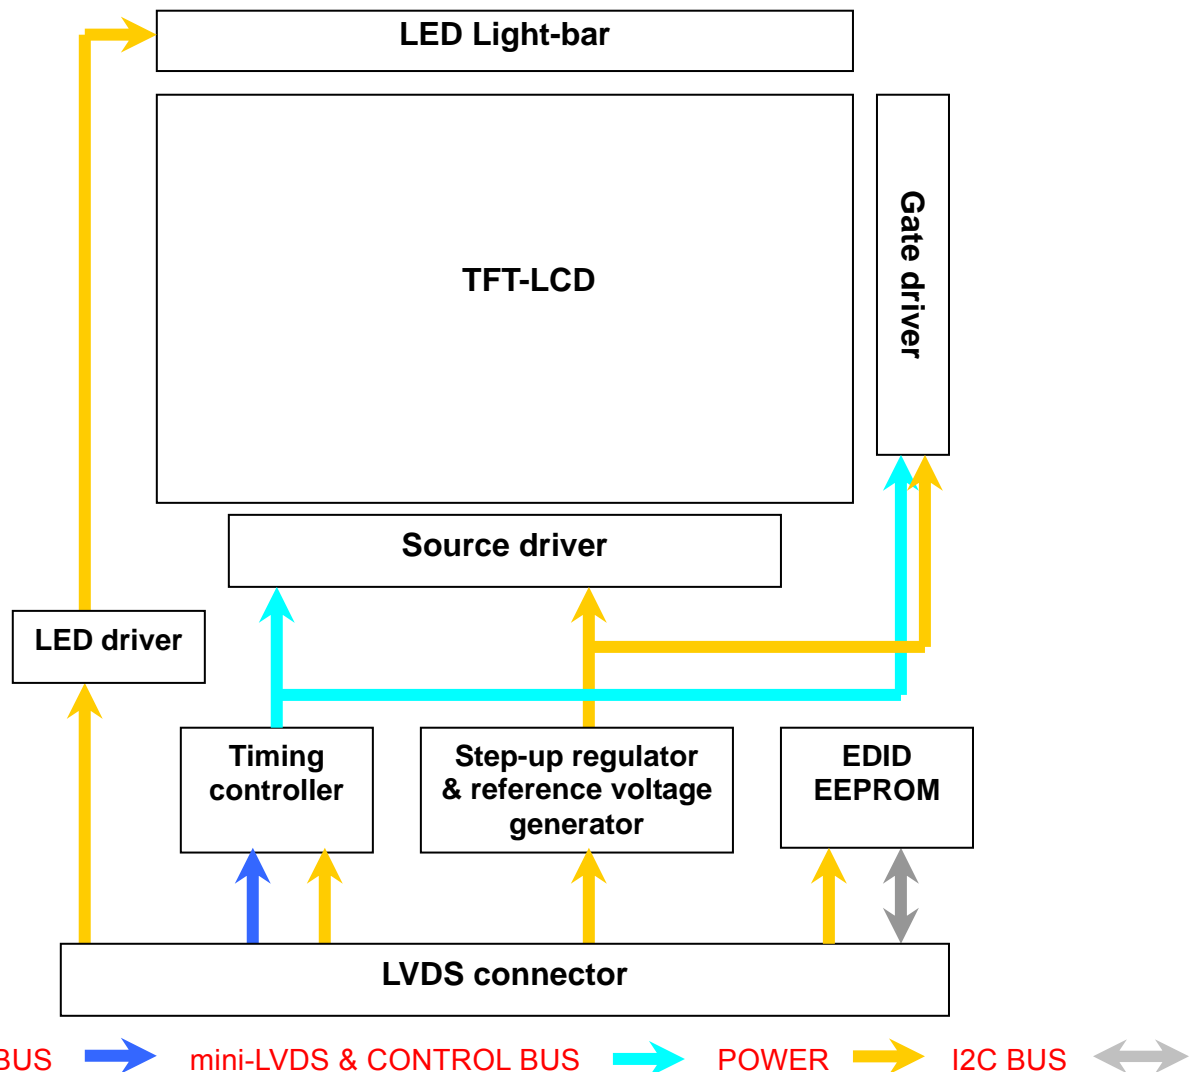 LED Light-bar
TFT-LCD
Gate driver
Source driver
LED driver
Timing
controller
Step-up regulator
& reference voltage
generator
EDID
EEPROM
LVDS connector
BUS mini-LVDS & CONTROL BUS POWER I2C BUS